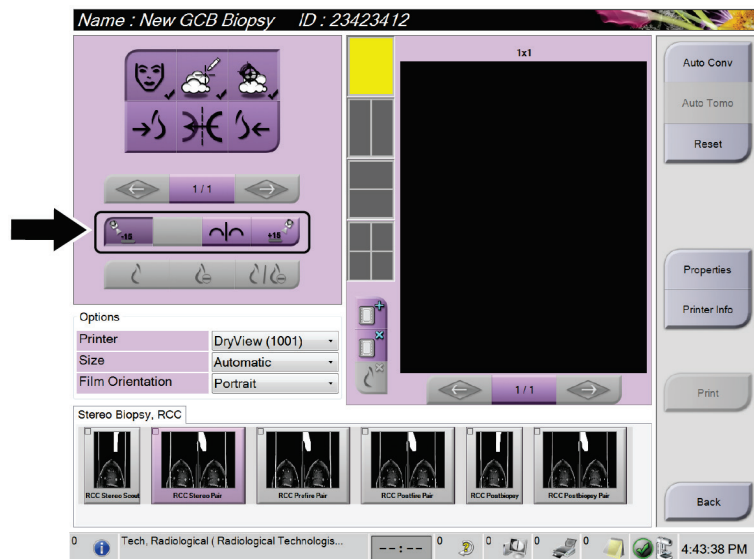 Name : New GCB Biopsy ID : 23423412
1/1
-15
+15
Options
Printer
DryView (1001)
Size
Automatic
Film Orientation
Portrait
1x1
1/1
Auto Conv
Auto Tomo
Reset
Properties
Printer Info
Print
Back
Stereo Biopsy, RCC
RCC Stereo Scout
RCC Stereo Pair
RCC Prefire Pair
RCC Postfire Pair
RCC Postbiopsy
RCC Postbiopsy Pair
0
Tech, Radiological ( Radiological Technologis...
--:--
0
0
0
4:43:38 PM